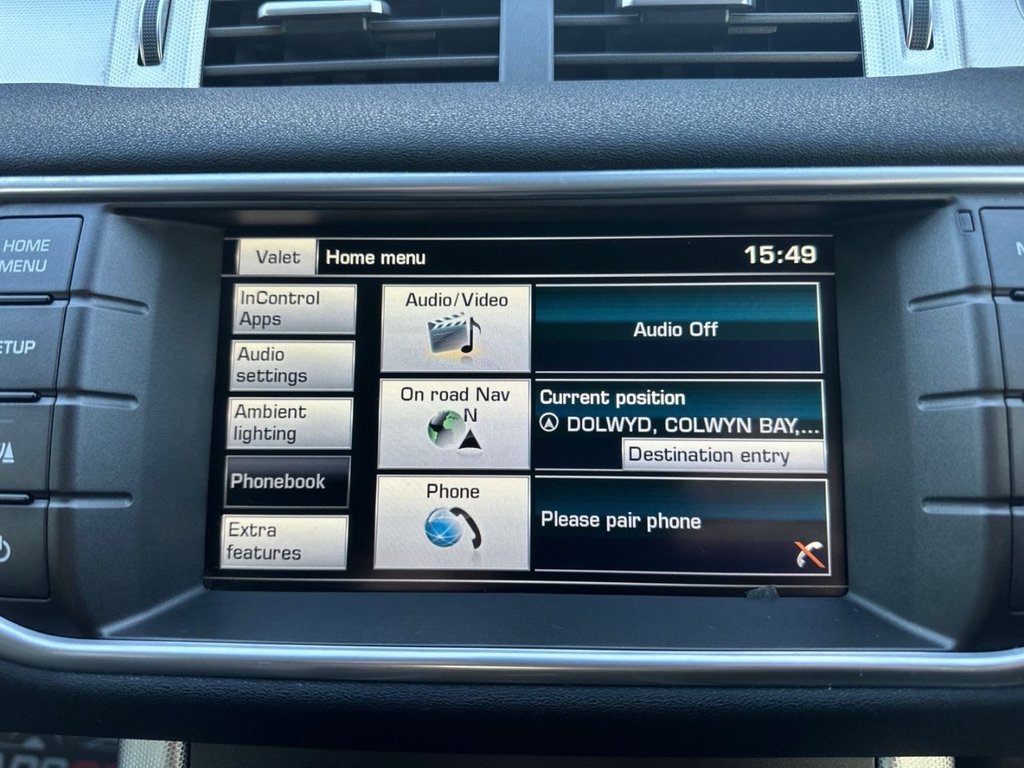 HOME
MENU
Valet
Home menu
15:49
InControl
Apps
Audio/Video
Audio Off
Audio
settings
On road Nav
N
Current position
DOLWYD, COLWYN BAY,...
Destination entry
Ambient
lighting
Phonebook
Phone
Please pair phone
Extra
features